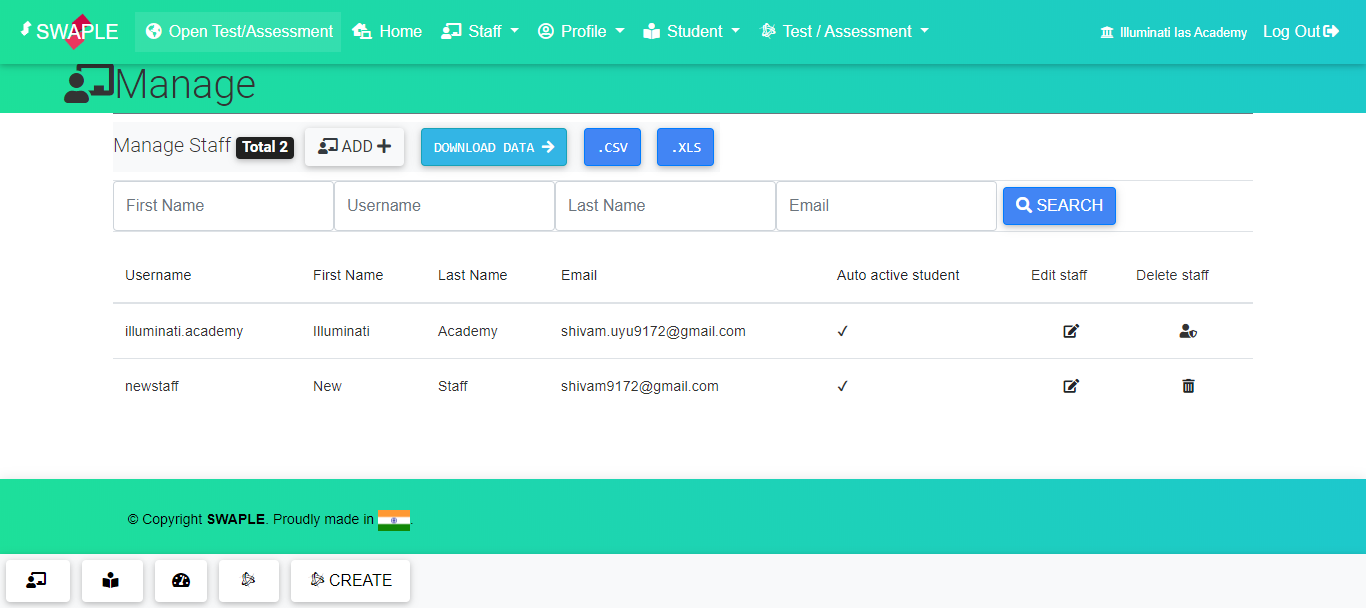 SWAPLE Open Test/Assessment Home Staff Profile Student Test / Assessment Illuminati Ias Academy Log Out
Manage
Manage Staff Total 2 ADD DOWNLOAD DATA .CSV .XLS
First Name Username Last Name Email SEARCH
Username First Name Last Name Email Auto active student Edit staff Delete staff
illuminati.academy Illuminati Academy shivam.uyu9172@gmail.com ✓
newstaff New Staff shivam9172@gmail.com ✓
© Copyright SWAPLE. Proudly made in .
CREATE